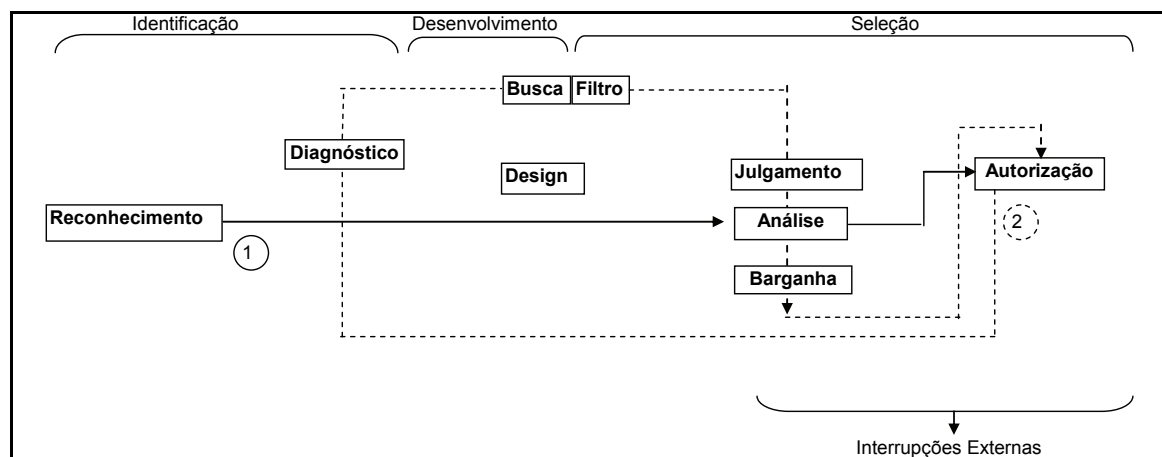 Identificação
Desenvolvimento
Seleção
Busca
Filtro
Diagnóstico
Design
Julgamento
Autorização
Reconhecimento
Análise
1
2
Barganha
Interrupções Externas